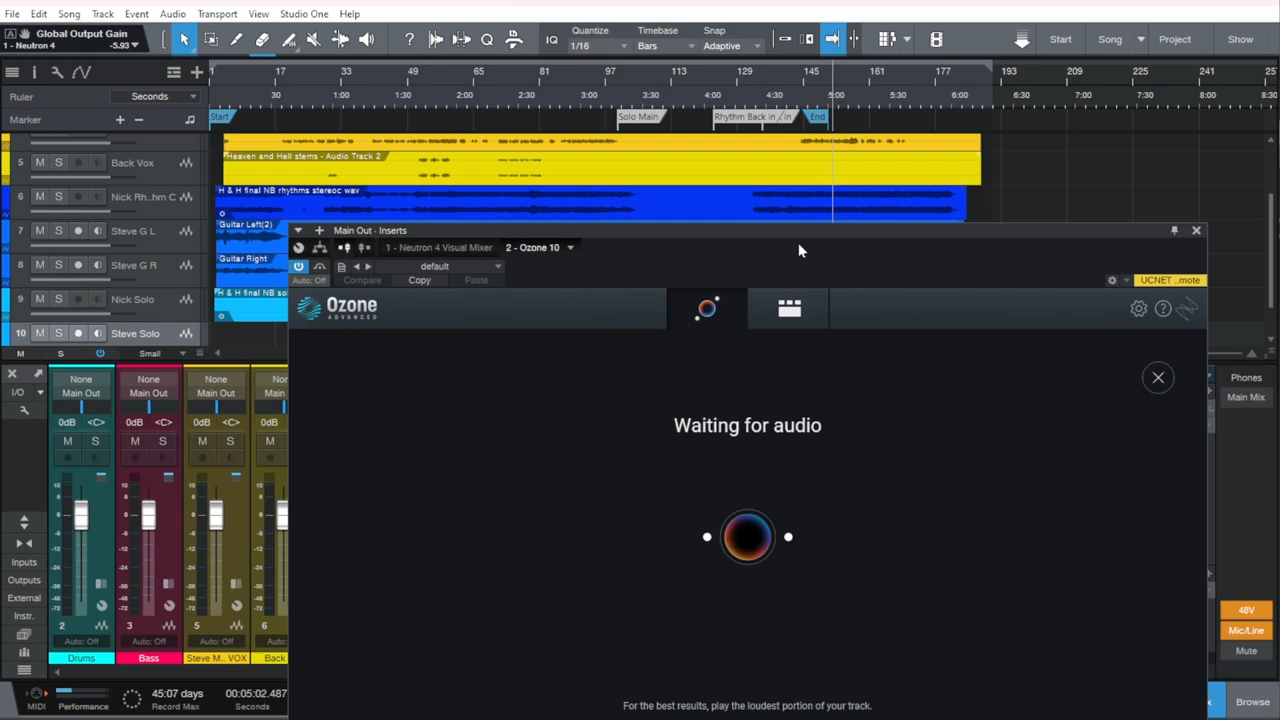 File Edit Song Track Event Audio Transport View Studio One Help
Global Output Gain
1 - Neutron 4 -5.93
IQ Quantize Timebase Snap
1/16 Bars Adaptive
Start Song Project Show
1 17 33 49 65 81 97 113 129 145 161 177 193 209 225 241 25
Ruler Seconds
30 1:00 1:30 2:00 2:30 3:00 3:30 4:00 4:30 5:00 5:30 6:00 6:30 7:00 7:30 8:00 8:30
Marker Start Solo Main Rhythm Back in / in End
5 M S Back Vox
Heaven and Hell stems - Audio Track 2
6 M S Nick Rh...hm C
H & H final NB rhythms stereoc wav
7 M S Steve G L
Guitar Left(2)
8 M S Steve G R
Guitar Right
9 M S Nick Solo
H & H final NB so
10 M S Steve Solo
M S Small
Main Out - Inserts
1 - Neutron 4 Visual Mixer 2 - Ozone 10
default
Auto: Off Compare Copy Paste UCNET ...mote
Ozone
ADVANCED
Waiting for audio
For the best results, play the loudest portion of your track.
I/O
Inputs
Outputs
External
Instr.
None None None None
Main Out Main Out Main Out Main Out
0dB <C> 0dB <C> 0dB <C> 0dB
M S M S M S M
2 3 5 6
Auto: Off Auto: Off Auto: Off Auto
Drums Bass Steve M.. VOX Back
Phones
Main Mix
48V
Mic/Line
Mute
MIDI Performance
45:07 days
Record Max
00:05:02.487
Seconds
Browse